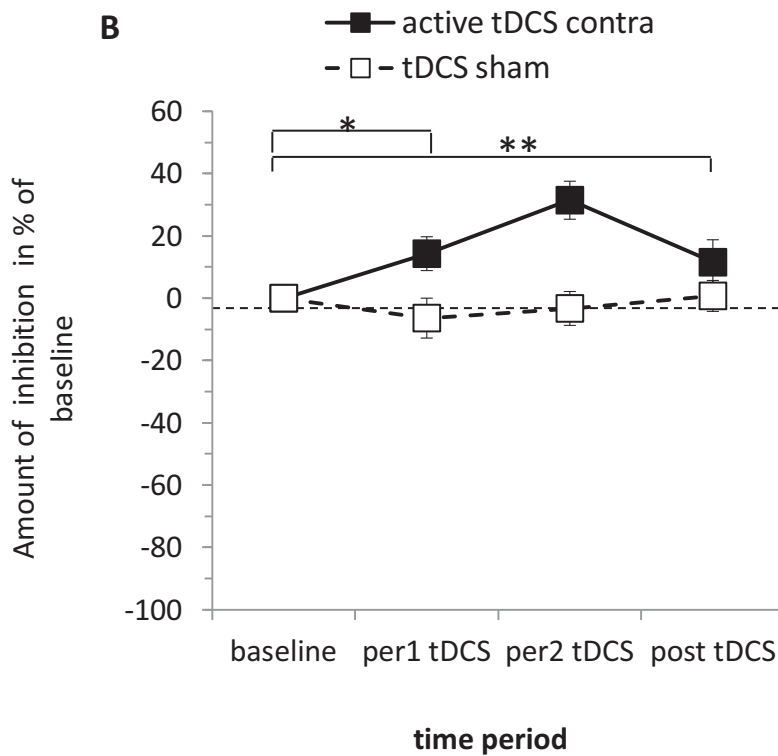 B
active tDCS contra
tDCS sham
Amount of inhibition in % of
baseline
60
40
20
0
-20
-40
-60
-80
-100
*
**
baseline per1 tDCS per2 tDCS post tDCS
time period